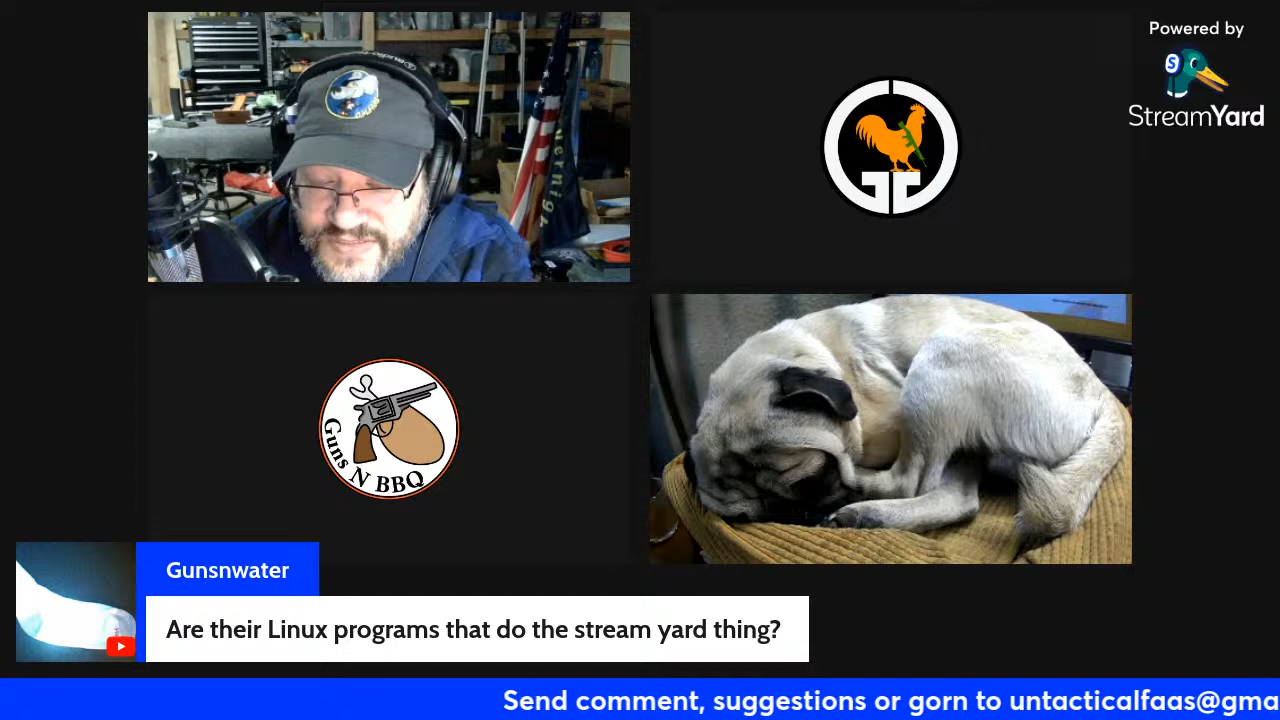 Powered by
StreamYard
Guns N BBQ
Gunsnwater
Are their Linux programs that do the stream yard thing?
Send comment, suggestions or gorn to untacticalfaas@gma